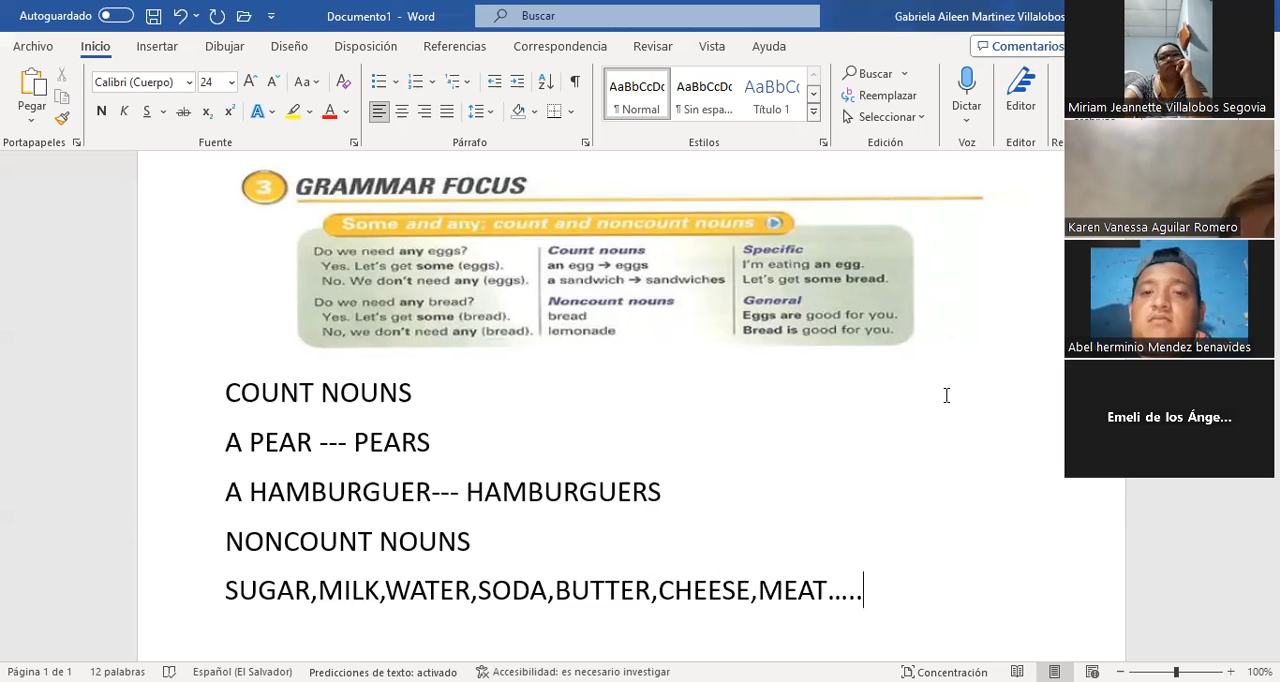 Autoguardado
Documento1 - Word
Buscar
Gabriela Aileen Martinez Villalobos
Archivo
Inicio
Insertar
Dibujar
Diseño
Disposición
Referencias
Correspondencia
Revisar
Vista
Ayuda
Comentarios
Pegar
Calibri (Cuerpo)
24
AaBbCcDc
¶ Normal
AaBbCcDc
¶ Sin espa...
AaBbCc
Título 1
Buscar
Reemplazar
Seleccionar
Dictar
Editor
Portapapeles
Fuente
Párrafo
Estilos
Edición
Voz
Editor
3 GRAMMAR FOCUS
Some and any; count and noncount nouns
Do we need any eggs?
Yes. Let's get some (eggs).
No. We don't need any (eggs).
Do we need any bread?
Yes. Let's get some (bread).
No, we don't need any (bread).
Count nouns
an egg → eggs
a sandwich → sandwiches
Noncount nouns
bread
lemonade
Specific
I'm eating an egg.
Let's get some bread.
General
Eggs are good for you.
Bread is good for you.
COUNT NOUNS
A PEAR --- PEARS
A HAMBURGUER--- HAMBURGUERS
NONCOUNT NOUNS
SUGAR,MILK,WATER,SODA,BUTTER,CHEESE,MEAT…..
Miriam Jeannette Villalobos Segovia
Karen Vanessa Aguilar Romero
Abel herminio Mendez benavides
Emeli de los Ánge...
Página 1 de 1
12 palabras
Español (El Salvador)
Predicciones de texto: activado
Accesibilidad: es necesario investigar
Concentración
100%